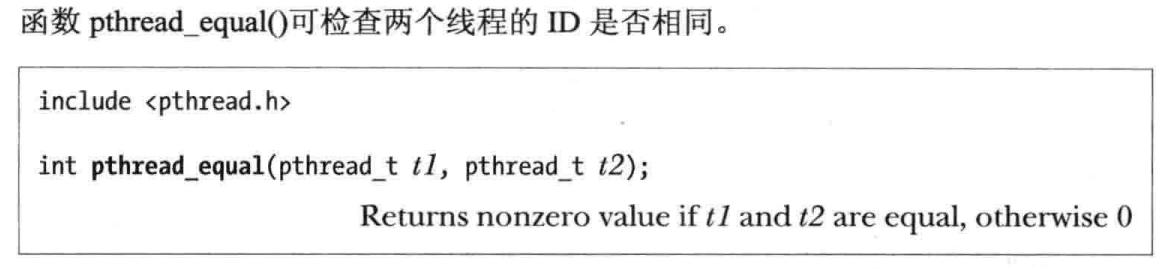 函数 pthread_equal()可检查两个线程的 ID 是否相同。
include <pthread.h>
int pthread_equal(pthread_t t1, pthread_t t2);
Returns nonzero value if t1 and t2 are equal, otherwise 0